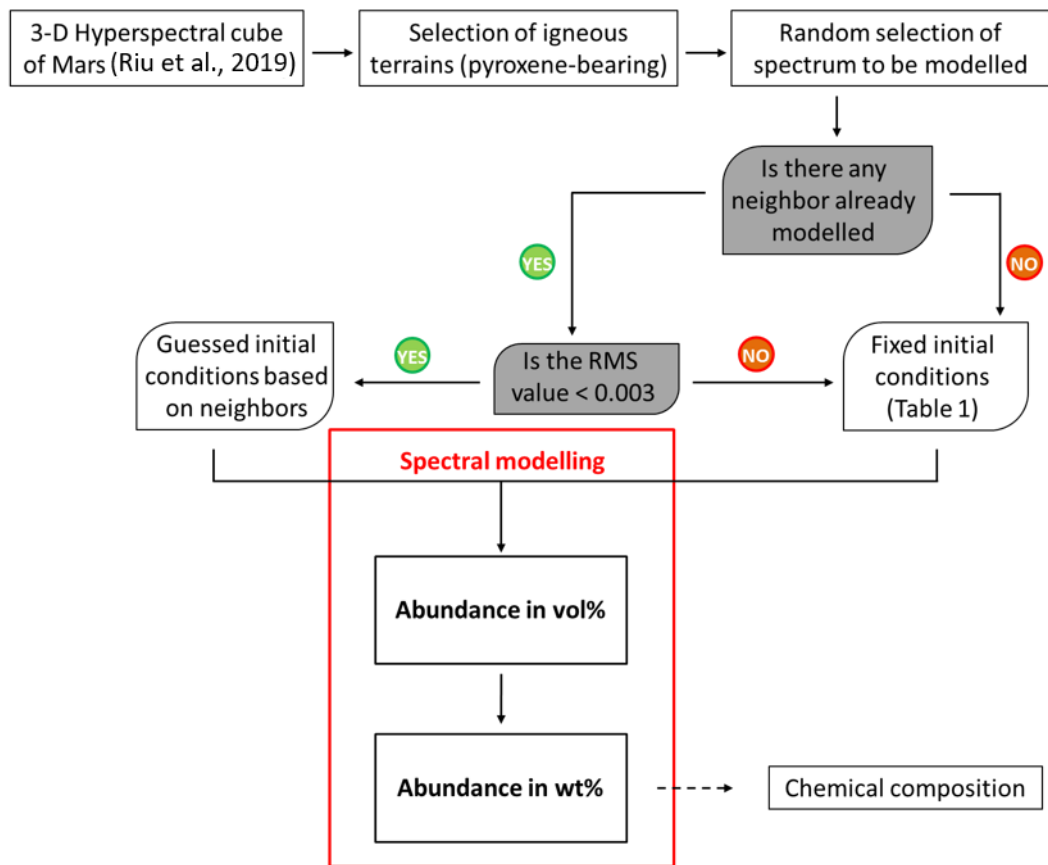 3-D Hyperspectral cube
of Mars (Riu et al., 2019)
Selection of igneous
terrains (pyroxene-bearing)
Random selection of
spectrum to be modelled
Is there any
neighbor already
modelled
YES
NO
Guessed initial
conditions based
on neighbors
YES
Is the RMS
value < 0.003
NO
Fixed initial
conditions
(Table 1)
Spectral modelling
Abundance in vol%
Abundance in wt%
Chemical composition